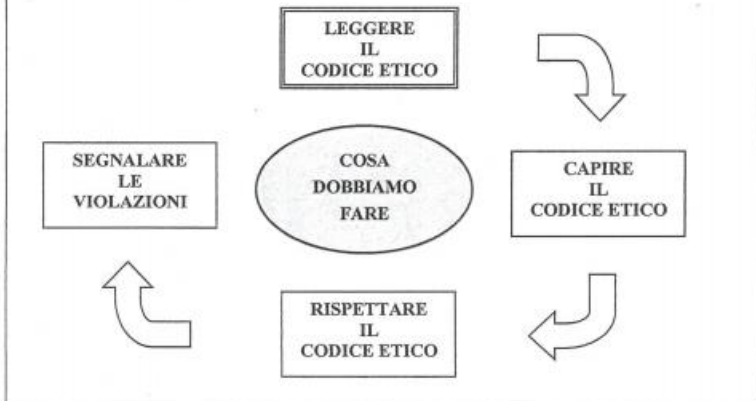 LEGGERE
IL
CODICE ETICO
SEGNALARE
LE
VIOLAZIONI
COSA
DOBBIAMO
FARE
CAPIRE
IL
CODICE ETICO
RISPETTARE
IL
CODICE ETICO